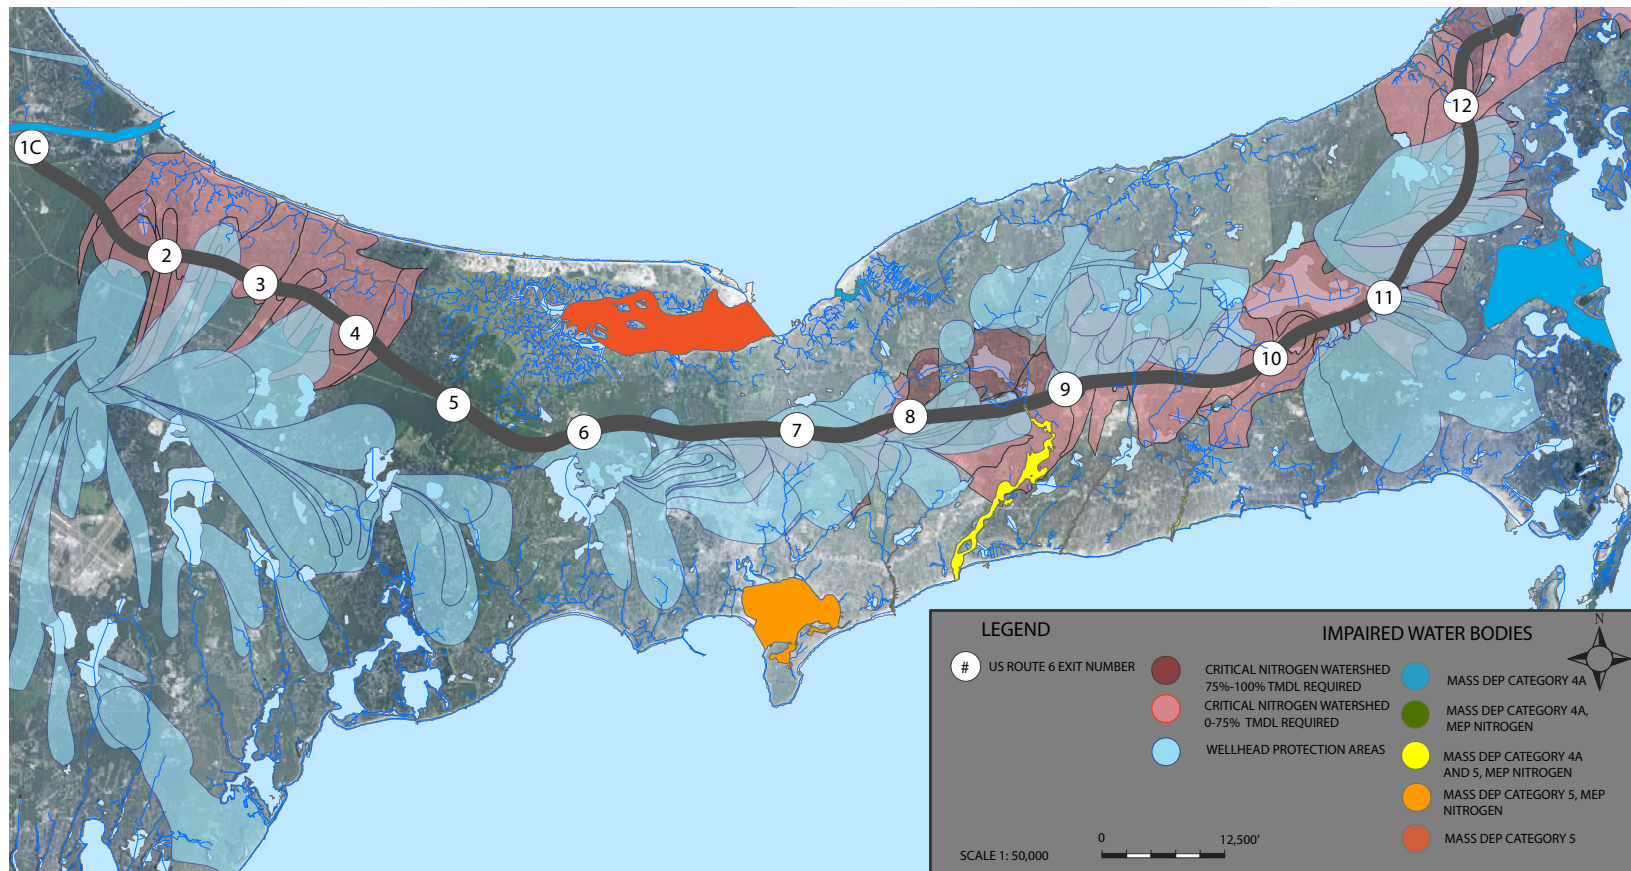 1C
2
3
4
5
6
7
8
9
10
11
12
LEGEND
# US ROUTE 6 EXIT NUMBER
CRITICAL NITROGEN WATERSHED
75%-100% TMDL REQUIRED
CRITICAL NITROGEN WATERSHED
0-75% TMDL REQUIRED
WELLHEAD PROTECTION AREAS
IMPAIRED WATER BODIES
N
MASS DEP CATEGORY 4A
MASS DEP CATEGORY 4A,
MEP NITROGEN
MASS DEP CATEGORY 4A
AND 5, MEP NITROGEN
MASS DEP CATEGORY 5, MEP
NITROGEN
MASS DEP CATEGORY 5
SCALE 1: 50,000
0 12,500'